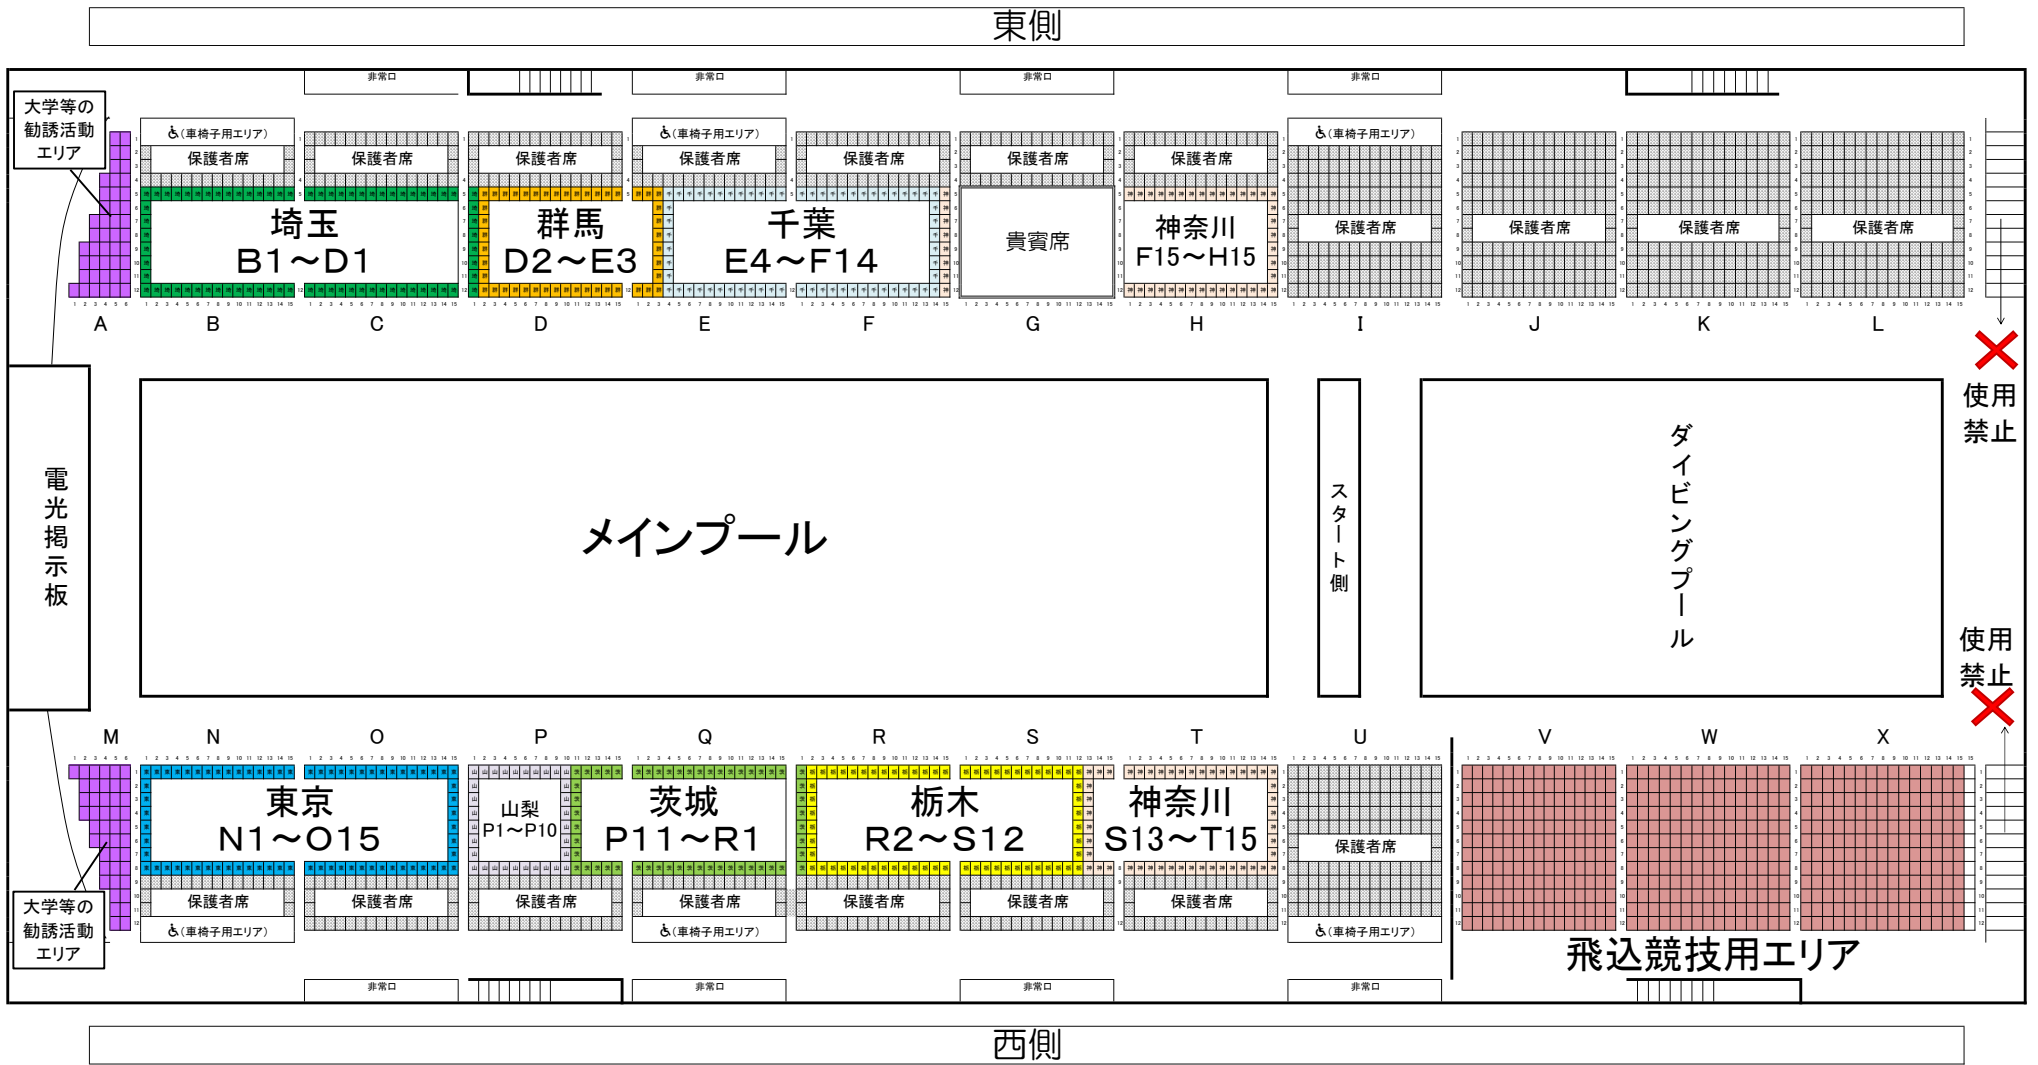 東側
非常口
非常口
非常口
非常口
大学等の
勧誘活動
エリア
(車椅子用エリア)
(車椅子用エリア)
(車椅子用エリア)
保護者席
保護者席
保護者席
保護者席
保護者席
保護者席
保護者席
埼玉
B1～D1
群馬
D2～E3
千葉
E4～F14
貴賓席
神奈川
F15～H15
保護者席
保護者席
保護者席
保護者席
A
B
C
D
E
F
G
H
I
J
K
L
使用
禁止
電光掲示板
メインプール
スタート側
ダイビングプール
使用
禁止
M
N
O
P
Q
R
S
T
U
V
W
X
東京
N1～O15
山梨
P1～P10
茨城
P11～R1
栃木
R2～S12
神奈川
S13～T15
保護者席
大学等の
勧誘活動
エリア
保護者席
保護者席
保護者席
保護者席
保護者席
保護者席
保護者席
(車椅子用エリア)
(車椅子用エリア)
(車椅子用エリア)
飛込競技用エリア
非常口
非常口
非常口
非常口
西側